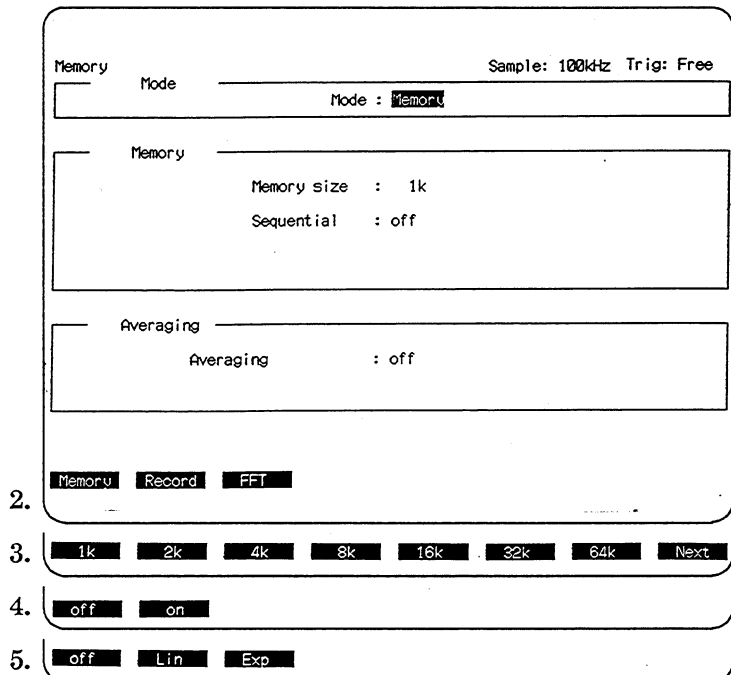 Memory Sample: 100kHz Trig: Free
Mode
Mode : Memory
Memory
Memory size : 1k
Sequential : off
Averaging
Averaging : off
2. Memory Record FFT
3. 1k 2k 4k 8k 16k 32k 64k Next
4. off on
5. off Lin Exp